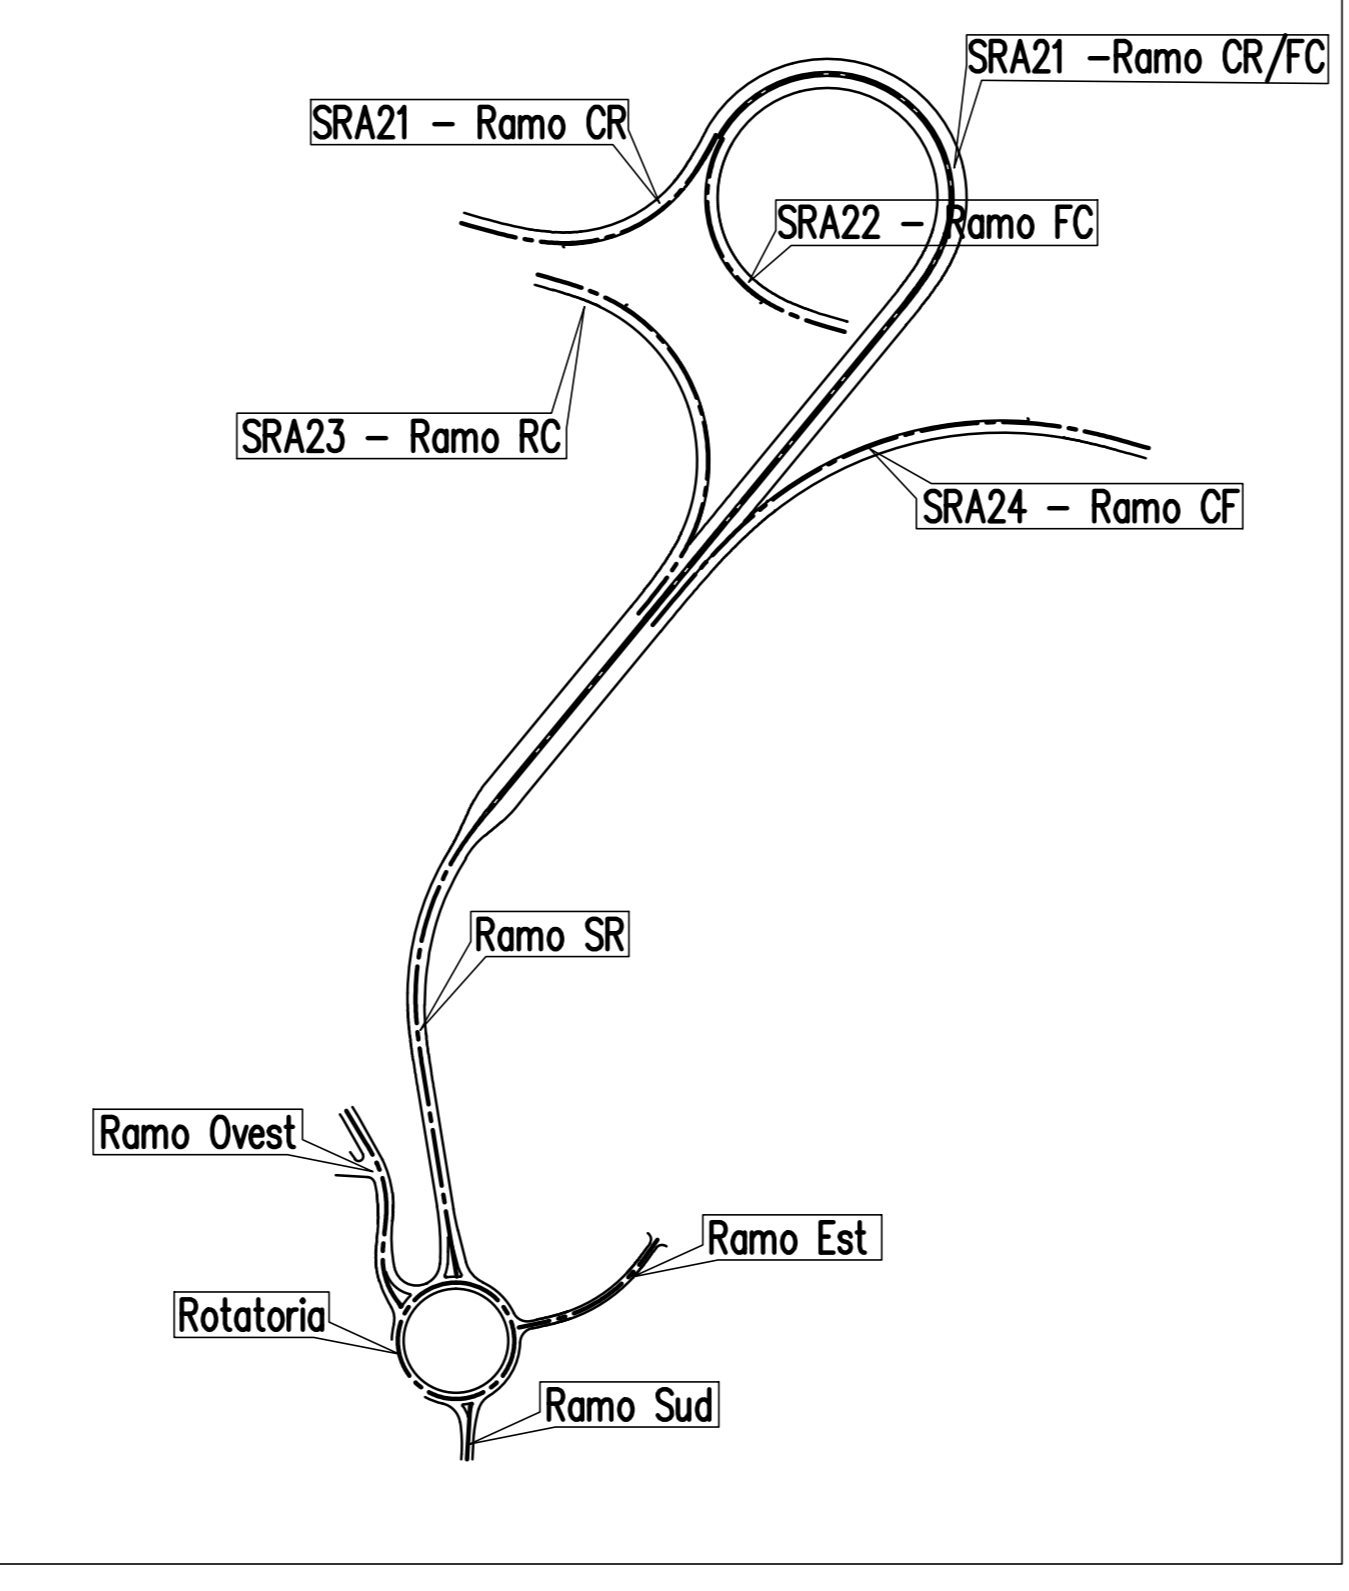 SRA21 -Ramo CR/FC
SRA21 - Ramo CR
SRA22 - Ramo FC
SRA23 - Ramo RC
SRA24 - Ramo CF
Ramo SR
Ramo Ovest
Ramo Est
Rotatoria
Ramo Sud